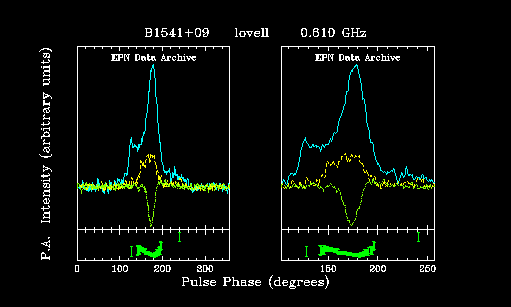 B1541+09 lovell 0.610 GHz
EPN Data Archive EPN Data Archive
P.A. Intensity (arbitrary units)
0 100 200 300 150 200 250
Pulse Phase (degrees)